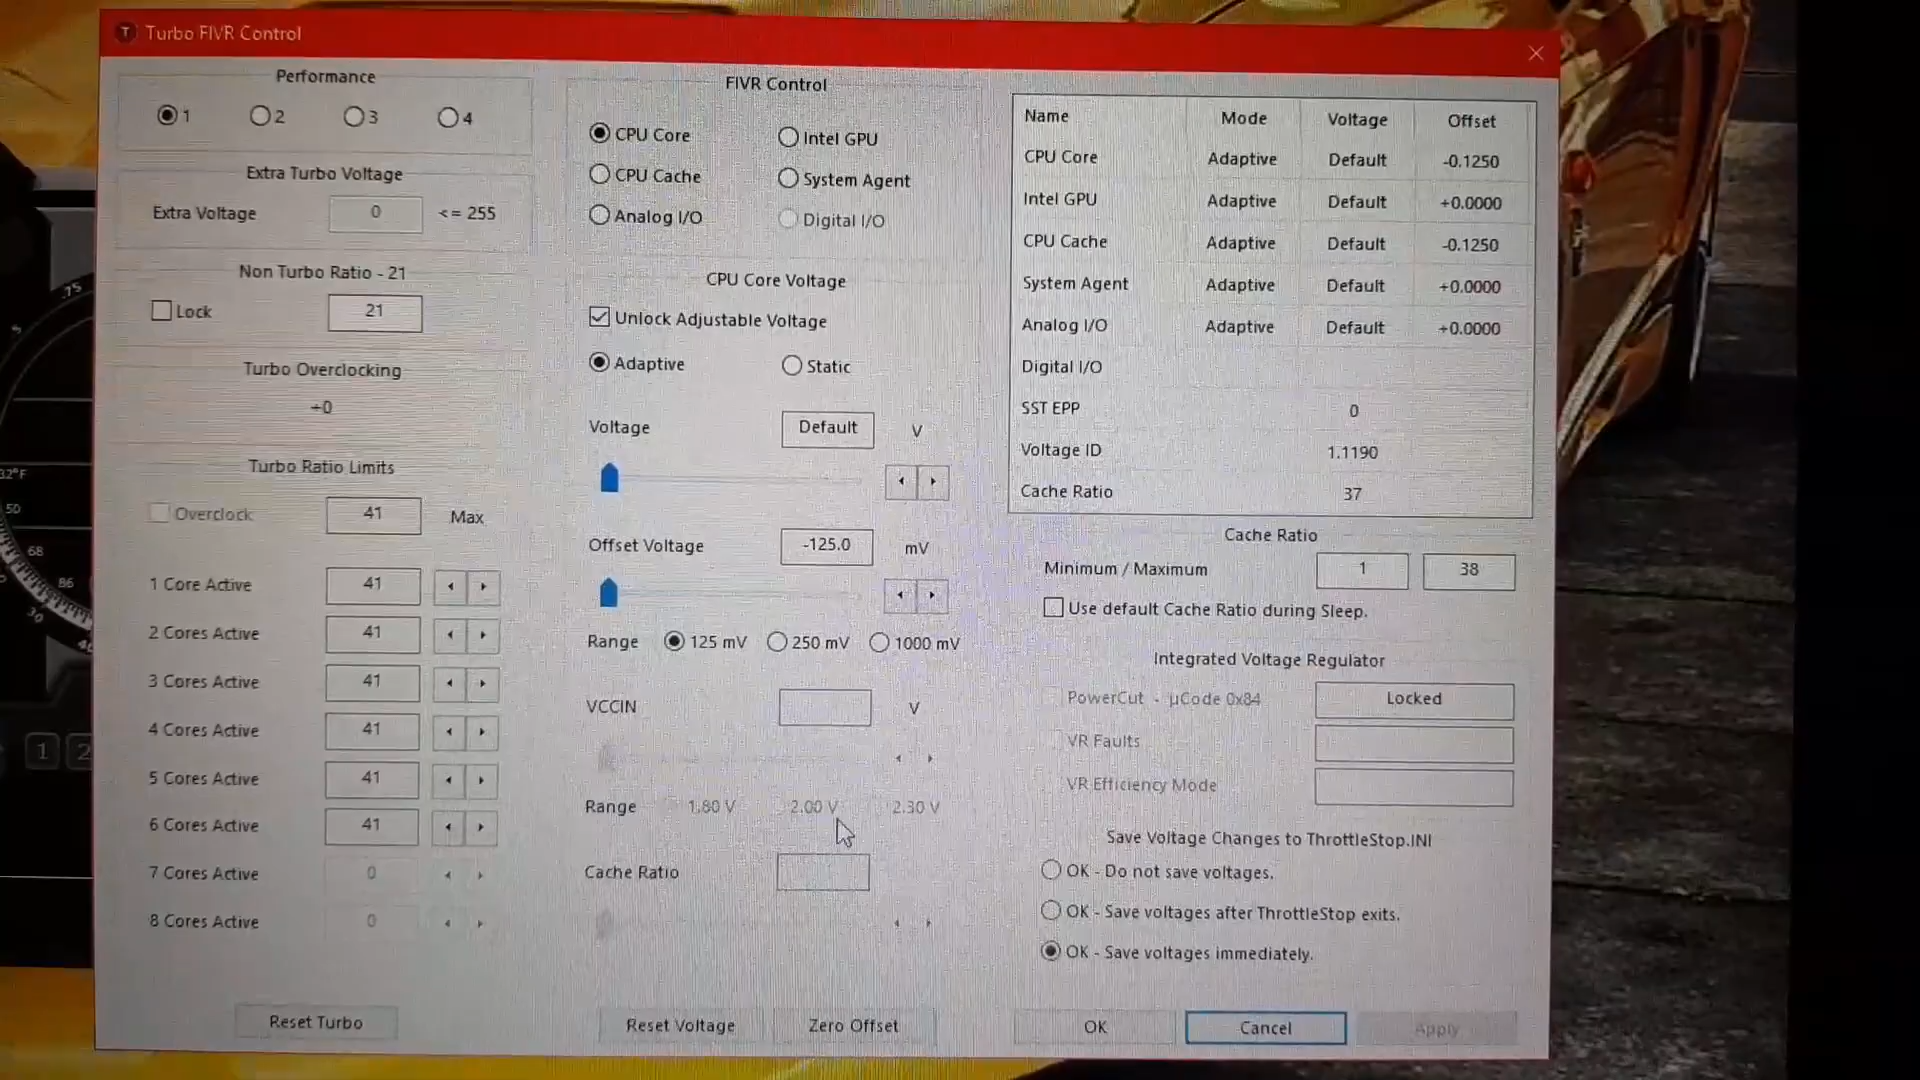 Turbo FIVR Control
Performance
1 2 3 4
Extra Turbo Voltage
Extra Voltage 0 <= 255
Non Turbo Ratio - 21
Lock 21
Turbo Overclocking
+0
Turbo Ratio Limits
Overclock 41 Max
1 Core Active 41
2 Cores Active 41
3 Cores Active 41
4 Cores Active 41
5 Cores Active 41
6 Cores Active 41
7 Cores Active 0
8 Cores Active 0
Reset Turbo
FIVR Control
CPU Core Intel GPU
CPU Cache System Agent
Analog I/O Digital I/O
CPU Core Voltage
Unlock Adjustable Voltage
Adaptive Static
Voltage Default V
Offset Voltage -125.0 mV
Range 125 mV 250 mV 1000 mV
VCCIN V
Range 1.80 V 2.00 V 2.30 V
Cache Ratio
Reset Voltage Zero Offset
Name Mode Voltage Offset
CPU Core Adaptive Default -0.1250
Intel GPU Adaptive Default +0.0000
CPU Cache Adaptive Default -0.1250
System Agent Adaptive Default +0.0000
Analog I/O Adaptive Default +0.0000
Digital I/O
SST EPP 0
Voltage ID 1.1190
Cache Ratio 37
Cache Ratio
Minimum / Maximum 1 38
Use default Cache Ratio during Sleep.
Integrated Voltage Regulator
PowerCut - µCode 0x84 Locked
VR Faults
VR Efficiency Mode
Save Voltage Changes to ThrottleStop.INI
OK - Do not save voltages.
OK - Save voltages after ThrottleStop exits.
OK - Save voltages immediately.
OK Cancel Apply
75
32°F
50
68
86
30
1 2